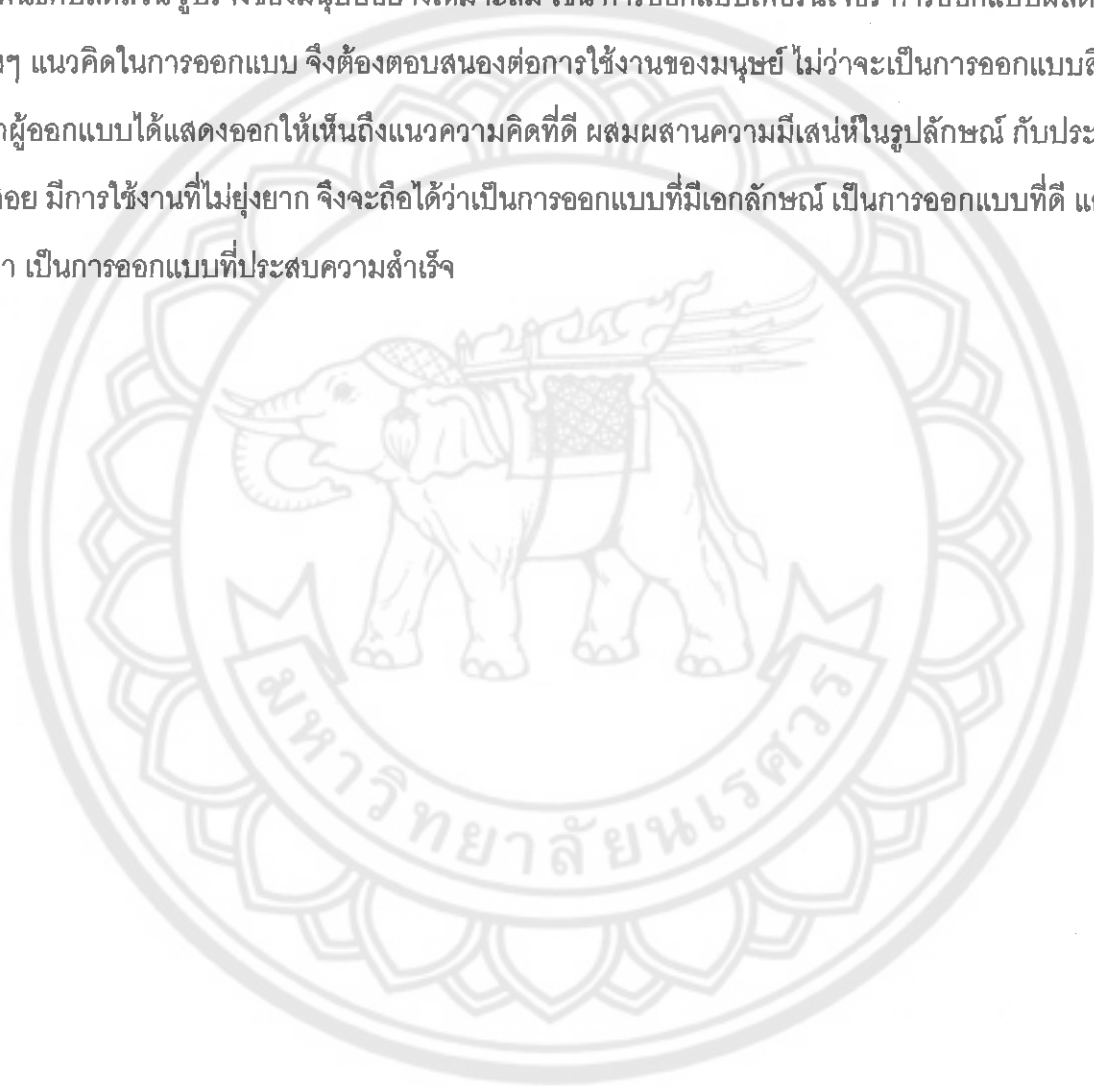 ๆ แนวคิดในการออกแบบ จึงต้องตอบสนองต่อการใช้งานของมนุษย์ ไม่ว่าจะเป็นการออกแบบ
ผู้ออกแบบได้แสดงออกให้เห็นถึงแนวความคิดที่ดี ผสมผสานความมีเสน่ห์ในรูปลักษณ์ กับประ
อย มีการใช้งานที่ไม่ยุ่งยาก จึงจะถือได้ว่าเป็นการออกแบบที่มีเอกลักษณ์ เป็นการออกแบบที่ดี
า เป็นการออกแบบที่ประสบความสำเร็จ
มหาวิทยาลัยนเรศวร